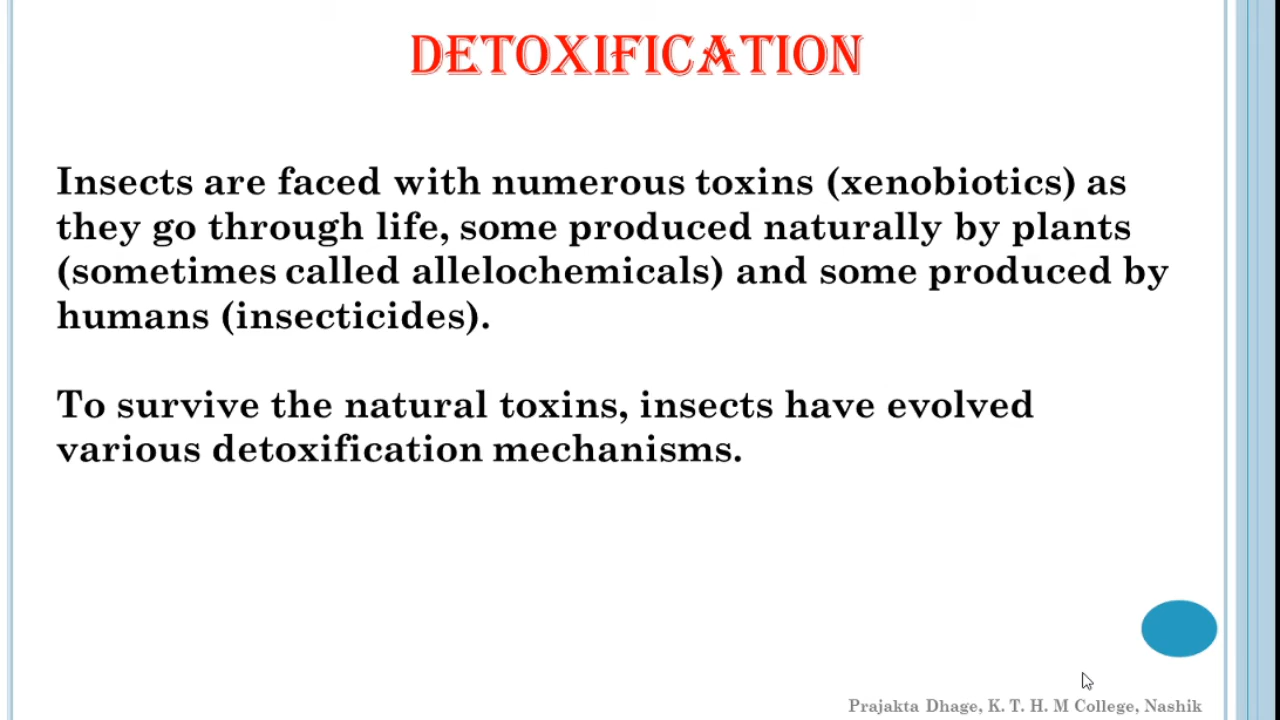 DETOXIFICATION
Insects are faced with numerous toxins (xenobiotics) as
they go through life, some produced naturally by plants
(sometimes called allelochemicals) and some produced by
humans (insecticides).
To survive the natural toxins, insects have evolved
various detoxification mechanisms.
Prajakta Dhage, K. T. H. M College, Nashik